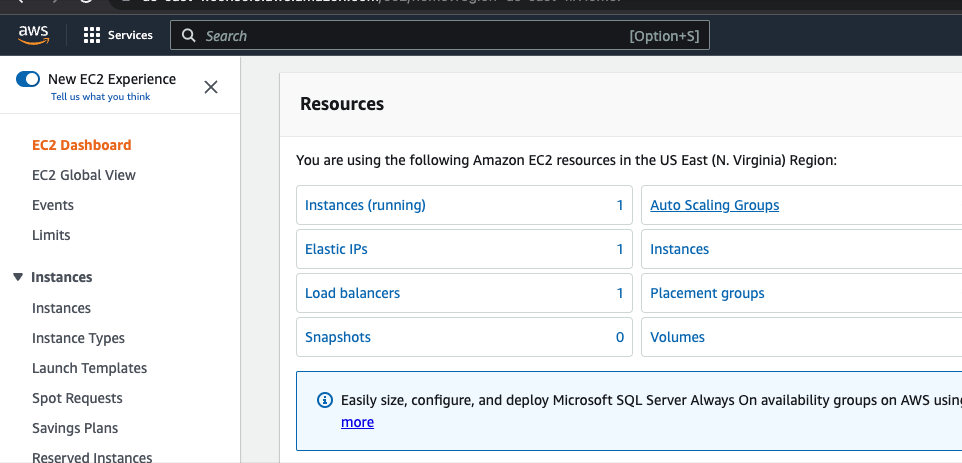 aws
Services
Search
[Option+S]
New EC2 Experience
Tell us what you think
EC2 Dashboard
EC2 Global View
Events
Limits
Instances
Instances
Instance Types
Launch Templates
Spot Requests
Savings Plans
Reserved Instances
Resources
You are using the following Amazon EC2 resources in the US East (N. Virginia) Region:
Instances (running) 1
Auto Scaling Groups
Elastic IPs 1
Instances
Load balancers 1
Placement groups
Snapshots 0
Volumes
Easily size, configure, and deploy Microsoft SQL Server Always On availability groups on AWS using
more